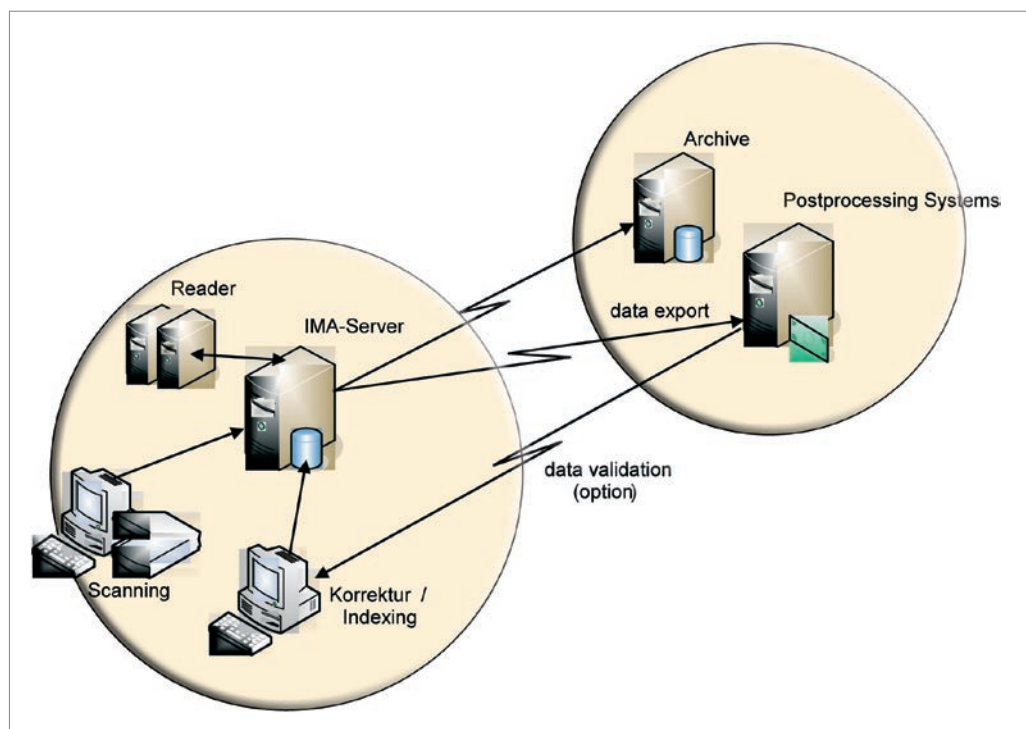 Archive
Postprocessing Systems
Reader
IMA-Server
data export
data validation
(option)
Scanning
Korrektur /
Indexing